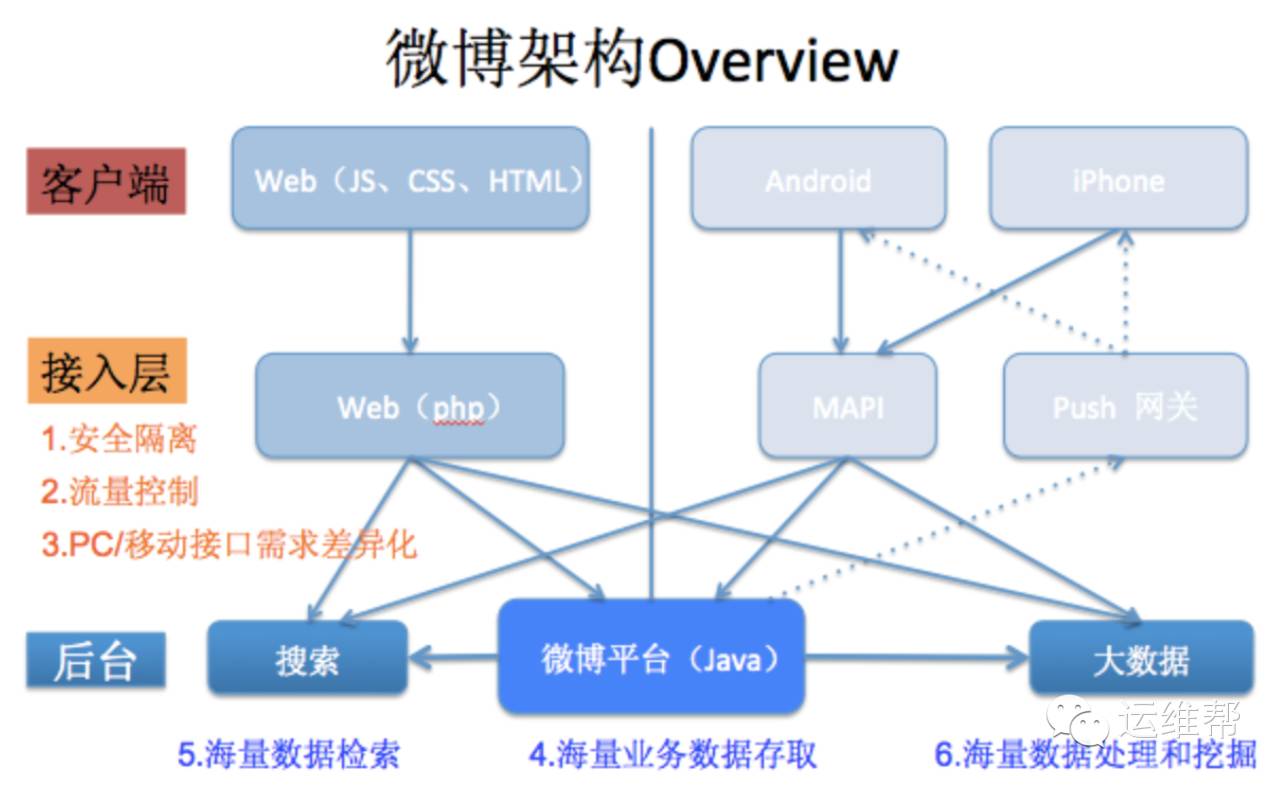 微博架构Overview
客户端
Web（JS、CSS、HTML）
Android
iPhone
接入层
Web（php）
MAPI
Push 网关
1.安全隔离
2.流量控制
3.PC/移动接口需求差异化
后台
搜索
微博平台（Java）
大数据
运维帮
5.海量数据检索
4.海量业务数据存取
6.海量数据处理和挖掘